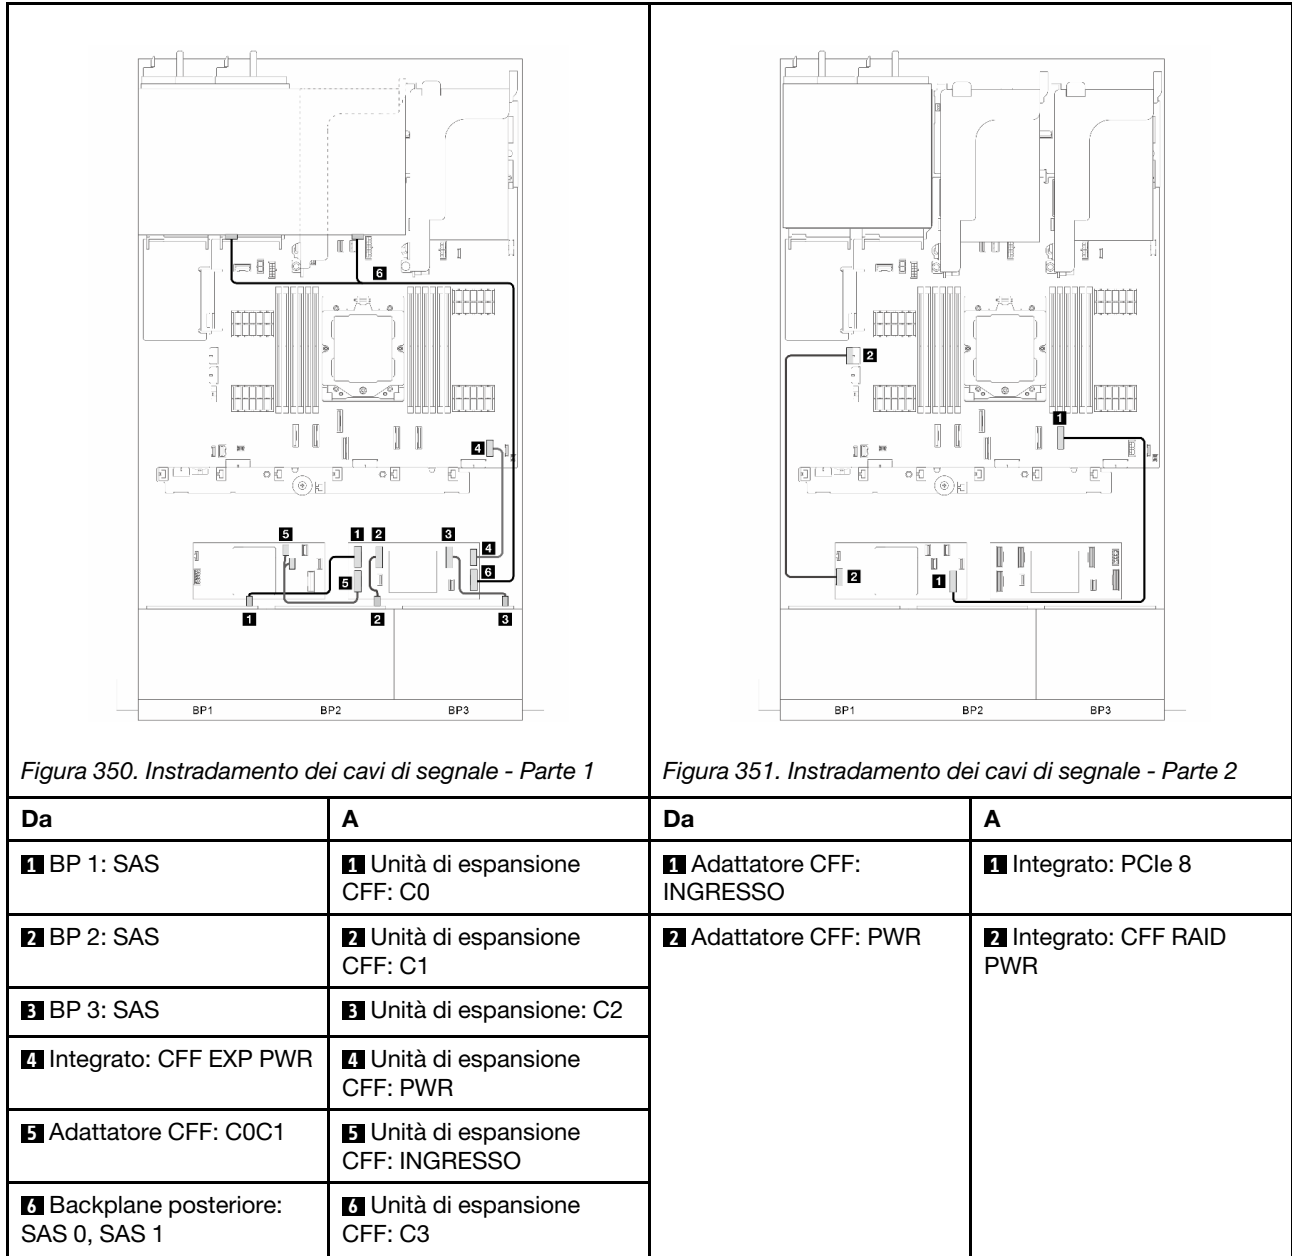 6
4
5
1
2
3
4
5
6
1
2
3
BP1
BP2
BP3
Figura 350. Instradamento dei cavi di segnale - Parte 1
2
1
2
1
BP1
BP2
BP3
Figura 351. Instradamento dei cavi di segnale - Parte 2
Da
A
1 BP 1: SAS
1 Unità di espansione
CFF: C0
2 BP 2: SAS
2 Unità di espansione
CFF: C1
3 BP 3: SAS
3 Unità di espansione: C2
4 Integrato: CFF EXP PWR
4 Unità di espansione
CFF: PWR
5 Adattatore CFF: C0C1
5 Unità di espansione
CFF: INGRESSO
6 Backplane posteriore:
SAS 0, SAS 1
6 Unità di espansione
CFF: C3
Da
A
1 Adattatore CFF:
INGRESSO
1 Integrato: PCIe 8
2 Adattatore CFF: PWR
2 Integrato: CFF RAID
PWR